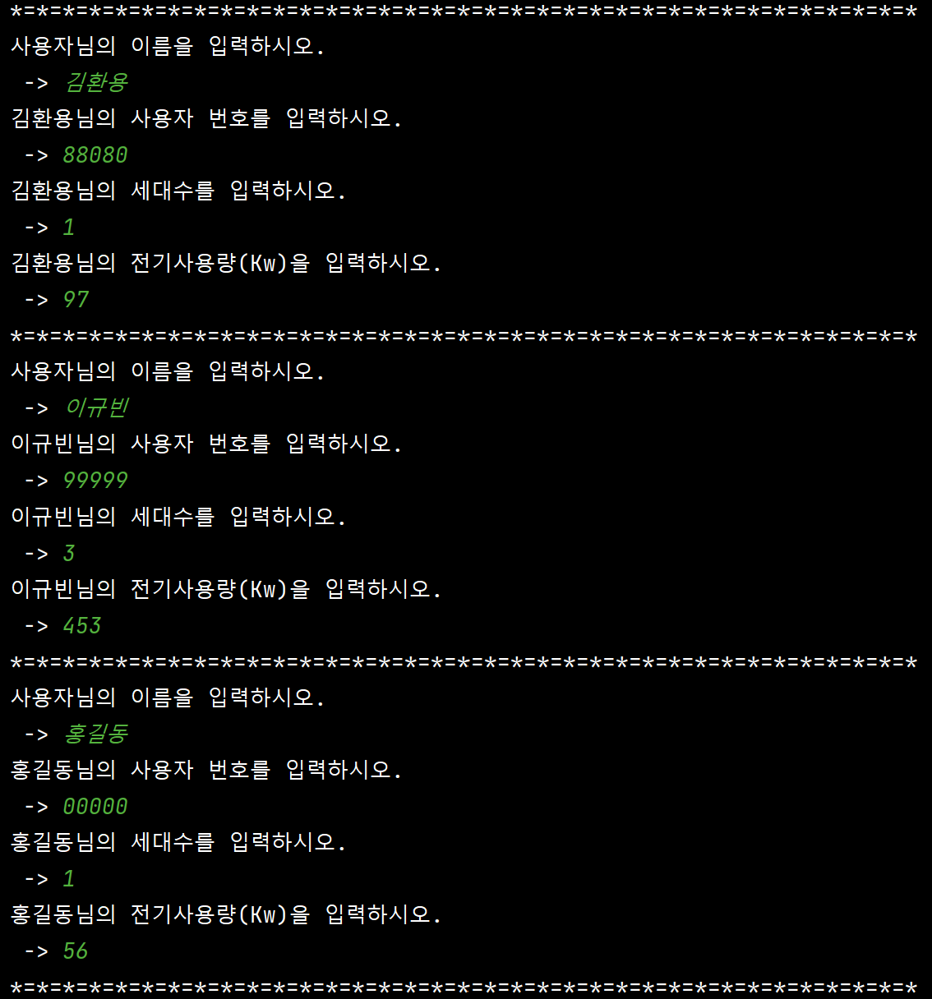 *=*=*=*=*=*=*=*=*=*=*=*=*=*=*=*=*=*=*=*=*=*=*=*=*=*=*=*=*=*=*=*=*=*=*
사용자님의 이름을 입력하시오.
-> 김환용
김환용님의 사용자 번호를 입력하시오.
-> 88080
김환용님의 세대수를 입력하시오.
-> 1
김환용님의 전기사용량(Kw)을 입력하시오.
-> 97
*=*=*=*=*=*=*=*=*=*=*=*=*=*=*=*=*=*=*=*=*=*=*=*=*=*=*=*=*=*=*=*=*=*=*
사용자님의 이름을 입력하시오.
-> 이규빈
이규빈님의 사용자 번호를 입력하시오.
-> 99999
이규빈님의 세대수를 입력하시오.
-> 3
이규빈님의 전기사용량(Kw)을 입력하시오.
-> 453
*=*=*=*=*=*=*=*=*=*=*=*=*=*=*=*=*=*=*=*=*=*=*=*=*=*=*=*=*=*=*=*=*=*=*
사용자님의 이름을 입력하시오.
-> 홍길동
홍길동님의 사용자 번호를 입력하시오.
-> 00000
홍길동님의 세대수를 입력하시오.
-> 1
홍길동님의 전기사용량(Kw)을 입력하시오.
-> 56
*=*=*=*=*=*=*=*=*=*=*=*=*=*=*=*=*=*=*=*=*=*=*=*=*=*=*=*=*=*=*=*=*=*=*